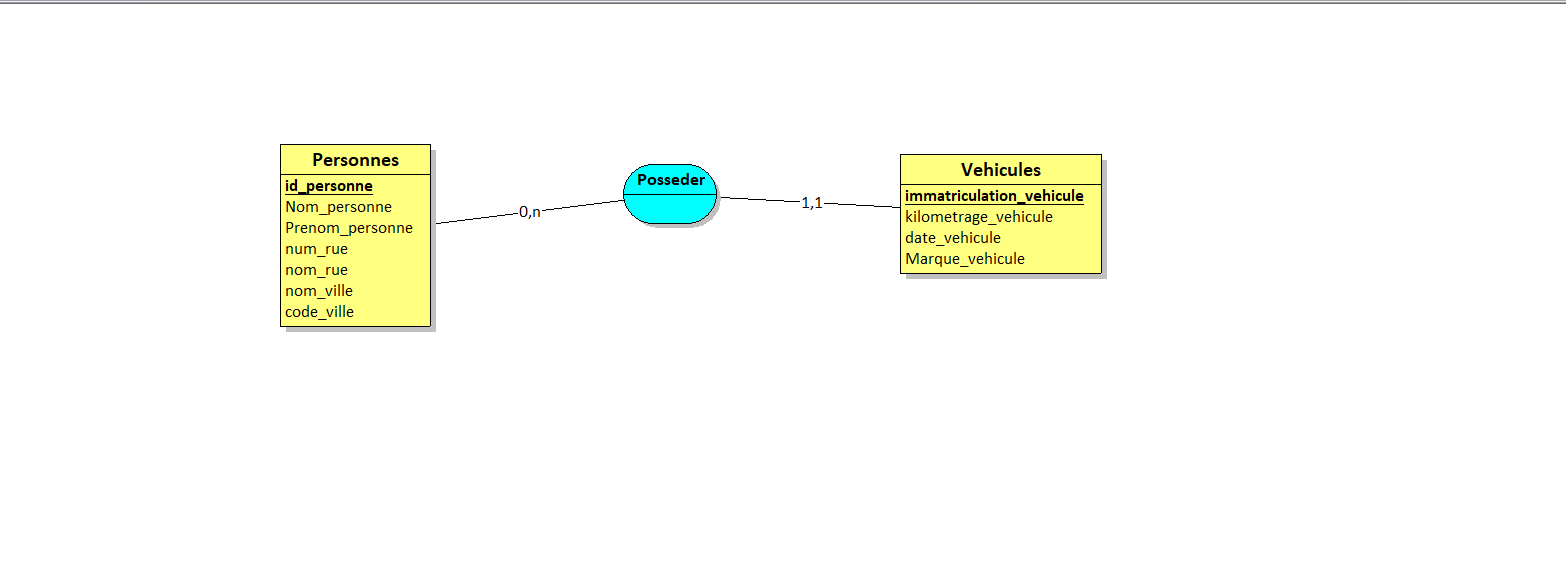 Personnes
id_personne
Nom_personne
Prenom_personne
num_rue
nom_rue
nom_ville
code_ville
0,n
Posseder
1,1
Vehicules
immatriculation_vehicule
kilometrage_vehicule
date_vehicule
Marque_vehicule